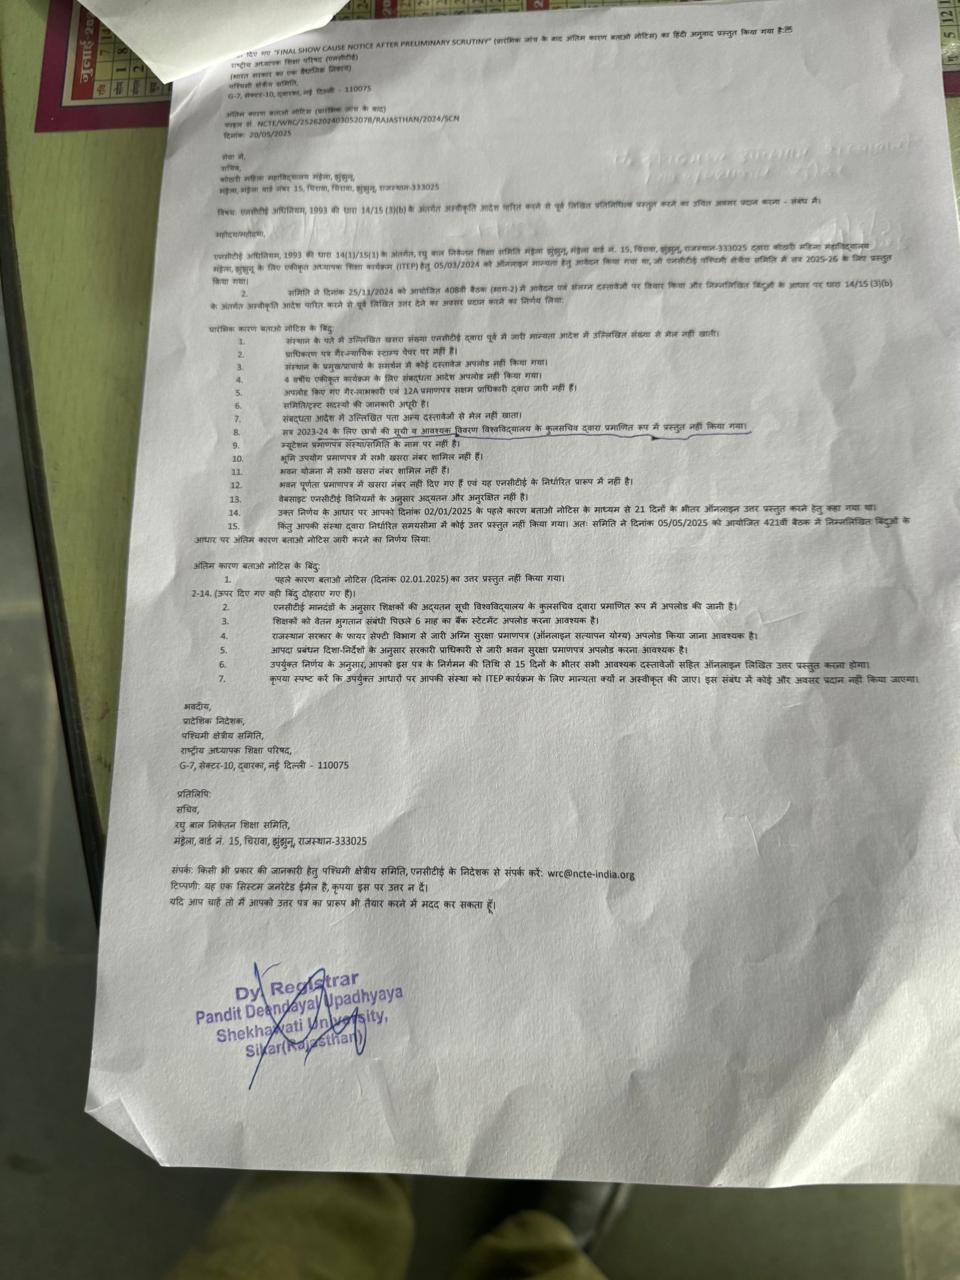 दिए गए "FINAL SHOW CAUSE NOTICE AFTER PRELIMINARY SCRUTINY" (प्रारंभिक जांच के बाद अंतिम कारण बताओ नोटिस) का हिंदी अनुवाद प्रस्तुत किया गया है:
राष्ट्रीय अध्यापक शिक्षा परिषद (एनसीटीई)
(भारत सरकार का एक वैधानिक निकाय)
पश्चिमी क्षेत्रीय समिति,
G-7, सेक्टर-10, द्वारका, नई दिल्ली - 110075
अंतिम कारण बताओ नोटिस (प्रारंभिक जांच के बाद)
फाइल सं. NCTE/WRC/2526202403052078/RAJASTHAN/2024/SCN
दिनांक: 20/05/2025
सेवा में,
सचिव,
कोठारी महिला महाविद्यालय मंड्रेला, झुंझुनू,
मंड्रेला, मंड्रेला वार्ड नंबर 15, चिरावा, चिरावा, झुंझुनू, राजस्थान-333025
विषय: एनसीटीई अधिनियम, 1993 की धारा 14/15 (3)(b) के अंतर्गत अस्वीकृति आदेश पारित करने से पूर्व लिखित प्रतिनिधित्व प्रस्तुत करने का उचित अवसर प्रदान करना - संबंध में।
महोदय/महोदया,
एनसीटीई अधिनियम, 1993 की धारा 14(1)/15(1) के अंतर्गत, रघु बाल निकेतन शिक्षा समिति मंड्रेला झुंझुनू, मंड्रेला वार्ड नं. 15, चिरावा, झुंझुनू, राजस्थान-333025 द्वारा कोठारी महिला महाविद्यालय
मंड्रेला, झुंझुनू के लिए एकीकृत अध्यापक शिक्षा कार्यक्रम (ITEP) हेतु 05/03/2024 को ऑनलाइन मान्यता हेतु आवेदन किया गया था, जो एनसीटीई पश्चिमी क्षेत्रीय समिति में सत्र 2025-26 के लिए प्रस्तुत
किया गया।
2. समिति ने दिनांक 25/11/2024 को आयोजित 408वीं बैठक (भाग-2) में आवेदन एवं संलग्न दस्तावेजों पर विचार किया और निम्नलिखित बिंदुओं के आधार पर धारा 14/15 (3)(b)
के अंतर्गत अस्वीकृति आदेश पारित करने से पूर्व लिखित उत्तर देने का अवसर प्रदान करने का निर्णय लिया:
प्रारंभिक कारण बताओ नोटिस के बिंदु:
1. संस्थान के पते में उल्लिखित खसरा संख्या एनसीटीई द्वारा पूर्व में जारी मान्यता आदेश में उल्लिखित संख्या से मेल नहीं खाती।
2. प्राधिकरण पत्र गैर-न्यायिक स्टाम्प पेपर पर नहीं है।
3. संस्थान के प्रमुख/प्राचार्य के समर्थन में कोई दस्तावेज अपलोड नहीं किया गया।
4. 4 वर्षीय एकीकृत कार्यक्रम के लिए संबद्धता आदेश अपलोड नहीं किया गया।
5. अपलोड किए गए गैर-लाभकारी एवं 12A प्रमाणपत्र सक्षम प्राधिकारी द्वारा जारी नहीं हैं।
6. समिति/ट्रस्ट सदस्यों की जानकारी अधूरी है।
7. संबद्धता आदेश में उल्लिखित पता अन्य दस्तावेजों से मेल नहीं खाता।
8. सत्र 2023-24 के लिए छात्रों की सूची व आवश्यक विवरण विश्वविद्यालय के कुलसचिव द्वारा प्रमाणित रूप में प्रस्तुत नहीं किया गया।
9. म्यूटेशन प्रमाणपत्र संस्था/समिति के नाम पर नहीं है।
10. भूमि उपयोग प्रमाणपत्र में सभी खसरा नंबर शामिल नहीं हैं।
11. भवन योजना में सभी खसरा नंबर शामिल नहीं हैं।
12. भवन पूर्णता प्रमाणपत्र में खसरा नंबर नहीं दिए गए हैं एवं यह एनसीटीई के निर्धारित प्रारूप में नहीं है।
13. वेबसाइट एनसीटीई विनियमों के अनुसार अद्यतन और अनुरक्षित नहीं है।
14. उक्त निर्णय के आधार पर आपको दिनांक 02/01/2025 के पहले कारण बताओ नोटिस के माध्यम से 21 दिनों के भीतर ऑनलाइन उत्तर प्रस्तुत करने हेतु कहा गया था।
15. किंतु आपकी संस्था द्वारा निर्धारित समयसीमा में कोई उत्तर प्रस्तुत नहीं किया गया। अतः समिति ने दिनांक 05/05/2025 को आयोजित 421वीं बैठक में निम्नलिखित बिंदुओं के
आधार पर अंतिम कारण बताओ नोटिस जारी करने का निर्णय लिया:
अंतिम कारण बताओ नोटिस के बिंदु:
1. पहले कारण बताओ नोटिस (दिनांक 02.01.2025) का उत्तर प्रस्तुत नहीं किया गया।
2-14. (ऊपर दिए गए वही बिंदु दोहराए गए हैं)।
2. एनसीटीई मानदंडों के अनुसार शिक्षकों की अद्यतन सूची विश्वविद्यालय के कुलसचिव द्वारा प्रमाणित रूप में अपलोड की जानी है।
3. शिक्षकों को वेतन भुगतान संबंधी पिछले 6 माह का बैंक स्टेटमेंट अपलोड करना आवश्यक है।
4. राजस्थान सरकार के फायर सेफ्टी विभाग से जारी अग्नि सुरक्षा प्रमाणपत्र (ऑनलाइन सत्यापन योग्य) अपलोड किया जाना आवश्यक है।
5. आपदा प्रबंधन दिशा-निर्देशों के अनुसार सरकारी प्राधिकारी से जारी भवन सुरक्षा प्रमाणपत्र अपलोड करना आवश्यक है।
6. उपर्युक्त निर्णय के अनुसार, आपको इस पत्र के निर्गमन की तिथि से 15 दिनों के भीतर सभी आवश्यक दस्तावेजों सहित ऑनलाइन लिखित उत्तर प्रस्तुत करना होगा।
7. कृपया स्पष्ट करें कि उपर्युक्त आधारों पर आपकी संस्था को ITEP कार्यक्रम के लिए मान्यता क्यों न अस्वीकृत की जाए। इस संबंध में कोई और अवसर प्रदान नहीं किया जाएगा।
भवदीय,
प्रादेशिक निदेशक,
पश्चिमी क्षेत्रीय समिति,
राष्ट्रीय अध्यापक शिक्षा परिषद,
G-7, सेक्टर-10, द्वारका, नई दिल्ली - 110075
प्रतिलिपि:
सचिव,
रघु बाल निकेतन शिक्षा समिति,
मंड्रेला, वार्ड नं. 15, चिरावा, झुंझुनू, राजस्थान-333025
संपर्क: किसी भी प्रकार की जानकारी हेतु पश्चिमी क्षेत्रीय समिति, एनसीटीई के निदेशक से संपर्क करें: wrc@ncte-india.org
टिप्पणी: यह एक सिस्टम जनरेटेड ईमेल है, कृपया इस पर उत्तर न दें।
यदि आप चाहें तो मैं आपको उत्तर पत्र का प्रारूप भी तैयार करने में मदद कर सकता हूँ।
Dy. Registrar
Pandit Deendayal Upadhyaya
Shekhawati University,
Sikar(Rajasthan)